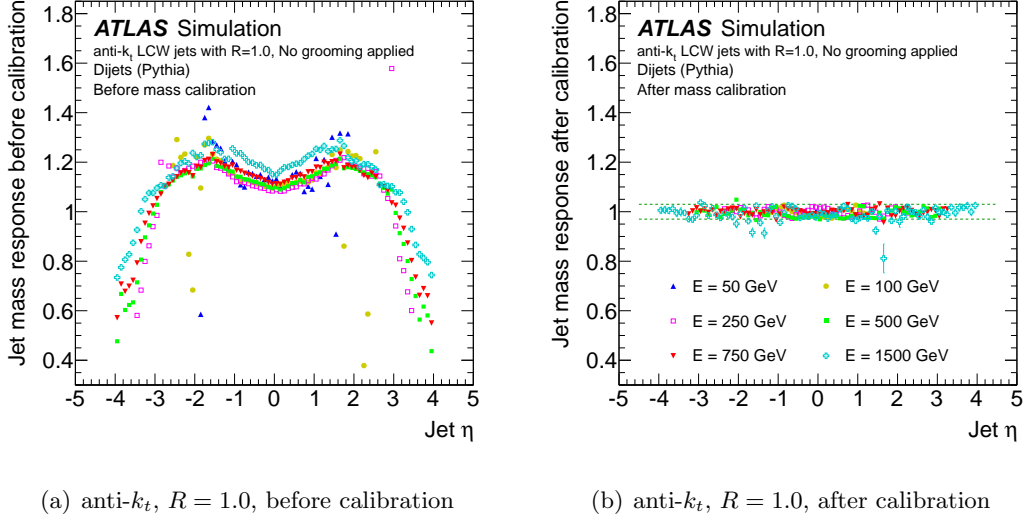 ATLAS Simulation
anti-kt LCW jets with R=1.0, No grooming applied
Dijets (Pythia)
Before mass calibration
Jet mass response before calibration
1.8
1.6
1.4
1.2
1
0.8
0.6
0.4
-5 -4 -3 -2 -1 0 1 2 3 4 5
Jet η
(a) anti-kt, R = 1.0, before calibration
ATLAS Simulation
anti-kt LCW jets with R=1.0, No grooming applied
Dijets (Pythia)
After mass calibration
Jet mass response after calibration
1.8
1.6
1.4
1.2
1
0.8
0.6
0.4
E = 50 GeV E = 100 GeV
E = 250 GeV E = 500 GeV
E = 750 GeV E = 1500 GeV
-5 -4 -3 -2 -1 0 1 2 3 4 5
Jet η
(b) anti-kt, R = 1.0, after calibration